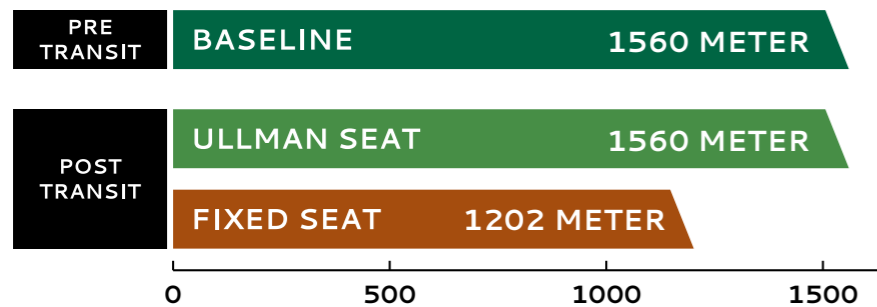 PRE
TRANSIT
BASELINE 1560 METER
POST
TRANSIT
ULLMAN SEAT 1560 METER
FIXED SEAT 1202 METER
0 500 1000 1500